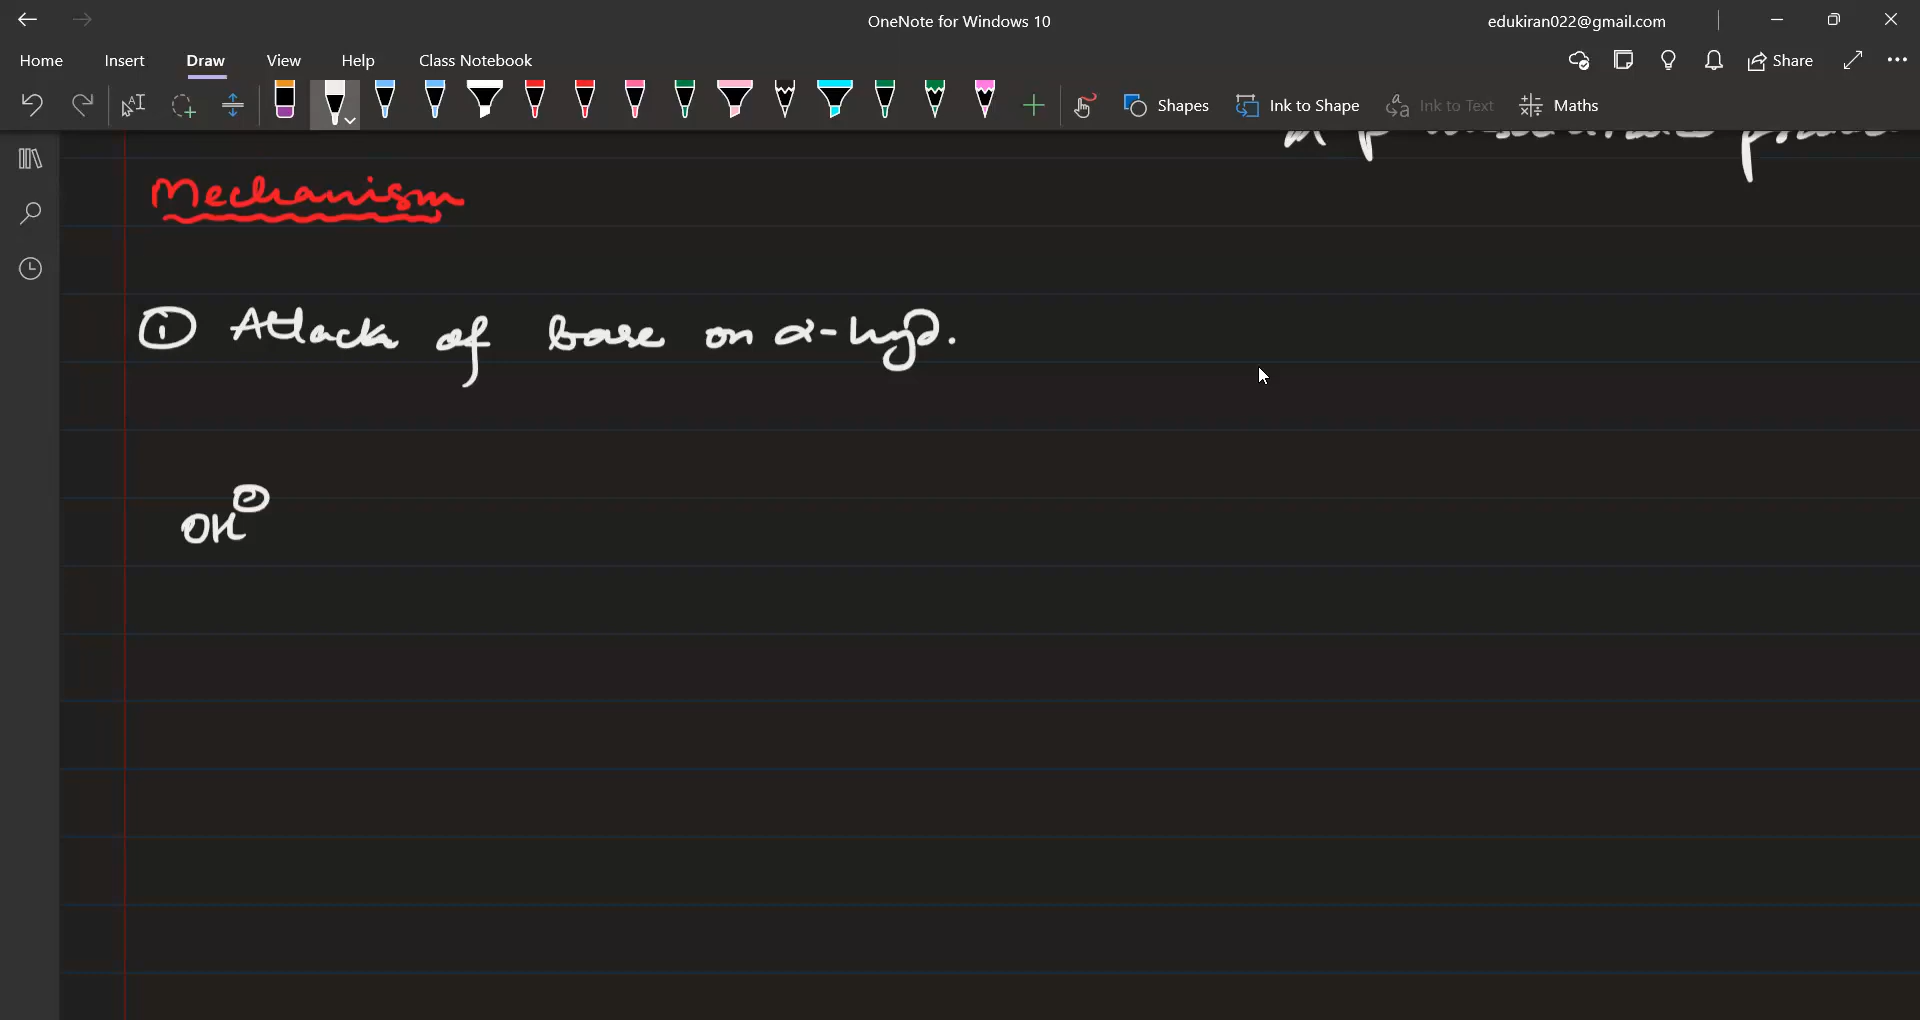 OneNote for Windows 10
edukiran022@gmail.com
Home Insert Draw View Help Class Notebook
Share
Shapes Ink to Shape Ink to Text Maths
Mechanism
① Attack of base on α-hyd.
OH⊖